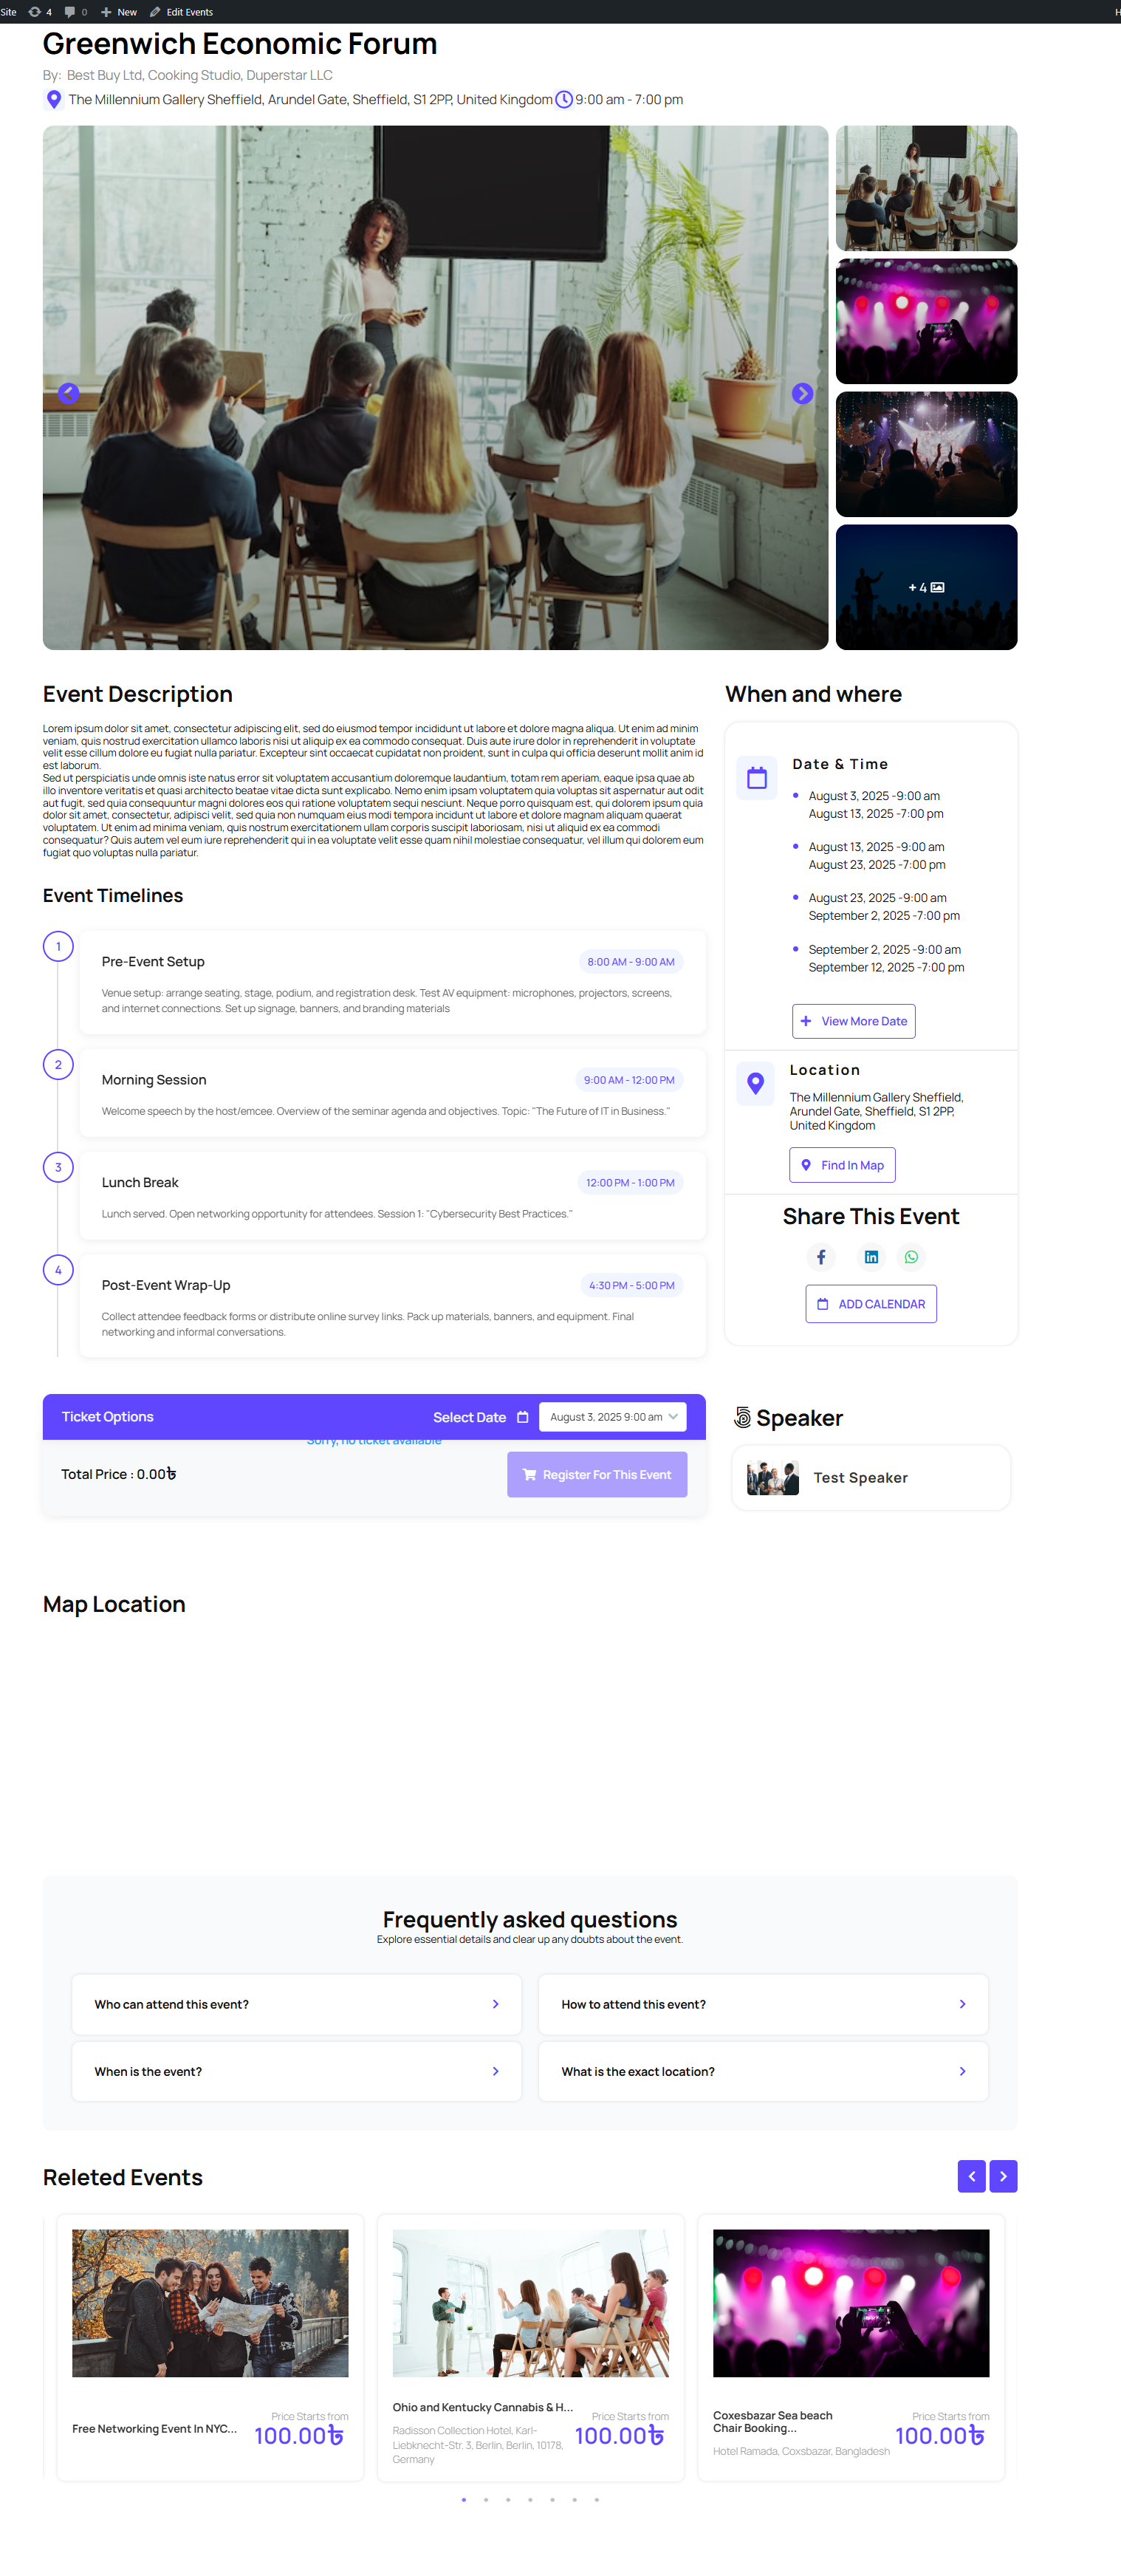 Site 4 0 New Edit Events H
Greenwich Economic Forum
By: Best Buy Ltd, Cooking Studio, Duperstar LLC
The Millennium Gallery Sheffield, Arundel Gate, Sheffield, S1 2PP, United Kingdom 9:00 am - 7:00 pm
+ 4
Event Description
Lorem ipsum dolor sit amet, consectetur adipiscing elit, sed do eiusmod tempor incididunt ut labore et dolore magna aliqua. Ut enim ad minim
veniam, quis nostrud exercitation ullamco laboris nisi ut aliquip ex ea commodo consequat. Duis aute irure dolor in reprehenderit in voluptate
velit esse cillum dolore eu fugiat nulla pariatur. Excepteur sint occaecat cupidatat non proident, sunt in culpa qui officia deserunt mollit anim id
est laborum.
Sed ut perspiciatis unde omnis iste natus error sit voluptatem accusantium doloremque laudantium, totam rem aperiam, eaque ipsa quae ab
illo inventore veritatis et quasi architecto beatae vitae dicta sunt explicabo. Nemo enim ipsam voluptatem quia voluptas sit aspernatur aut odit
aut fugit, sed quia consequuntur magni dolores eos qui ratione voluptatem sequi nesciunt. Neque porro quisquam est, qui dolorem ipsum quia
dolor sit amet, consectetur, adipisci velit, sed quia non numquam eius modi tempora incidunt ut labore et dolore magnam aliquam quaerat
voluptatem. Ut enim ad minima veniam, quis nostrum exercitationem ullam corporis suscipit laboriosam, nisi ut aliquid ex ea commodi
consequatur? Quis autem vel eum iure reprehenderit qui in ea voluptate velit esse quam nihil molestiae consequatur, vel illum qui dolorem eum
fugiat quo voluptas nulla pariatur.
Event Timelines
1
Pre-Event Setup 8:00 AM - 9:00 AM
Venue setup: arrange seating, stage, podium, and registration desk. Test AV equipment: microphones, projectors, screens,
and internet connections. Set up signage, banners, and branding materials
2
Morning Session 9:00 AM - 12:00 PM
Welcome speech by the host/emcee. Overview of the seminar agenda and objectives. Topic: "The Future of IT in Business."
3
Lunch Break 12:00 PM - 1:00 PM
Lunch served. Open networking opportunity for attendees. Session 1: "Cybersecurity Best Practices."
4
Post-Event Wrap-Up 4:30 PM - 5:00 PM
Collect attendee feedback forms or distribute online survey links. Pack up materials, banners, and equipment. Final
networking and informal conversations.
When and where
Date & Time
August 3, 2025 -9:00 am
August 13, 2025 -7:00 pm
August 13, 2025 -9:00 am
August 23, 2025 -7:00 pm
August 23, 2025 -9:00 am
September 2, 2025 -7:00 pm
September 2, 2025 -9:00 am
September 12, 2025 -7:00 pm
View More Date
Location
The Millennium Gallery Sheffield,
Arundel Gate, Sheffield, S1 2PP,
United Kingdom
Find In Map
Share This Event
ADD CALENDAR
Ticket Options Select Date August 3, 2025 9:00 am
Sorry, no ticket available
Total Price : 0.00৳ Register For This Event
Speaker
Test Speaker
Map Location
Frequently asked questions
Explore essential details and clear up any doubts about the event.
Who can attend this event?
How to attend this event?
When is the event?
What is the exact location?
Releted Events
Free Networking Event In NYC...
Price Starts from
100.00৳
Ohio and Kentucky Cannabis & H...
Radisson Collection Hotel, Karl-
Liebknecht-Str. 3, Berlin, Berlin, 10178,
Germany
Price Starts from
100.00৳
Coxesbazar Sea beach
Chair Booking...
Hotel Ramada, Coxsbazar, Bangladesh
Price Starts from
100.00৳